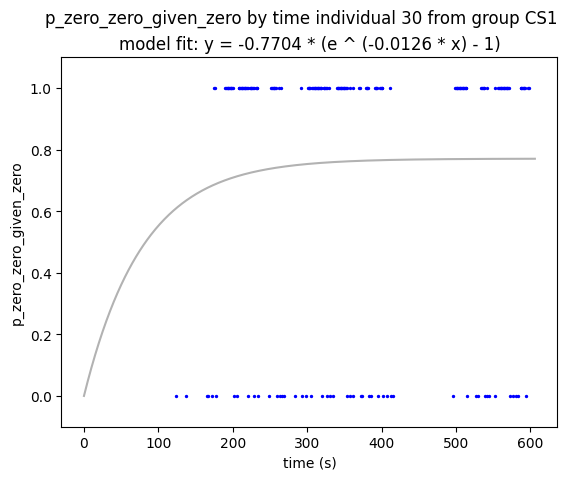 p_zero_zero_given_zero by time individual 30 from group CS1
model fit: y = -0.7704 * (e ^ (-0.0126 * x) - 1)
1.0
0.8
0.6
0.4
0.2
0.0
p_zero_zero_given_zero
0 100 200 300 400 500 600
time (s)